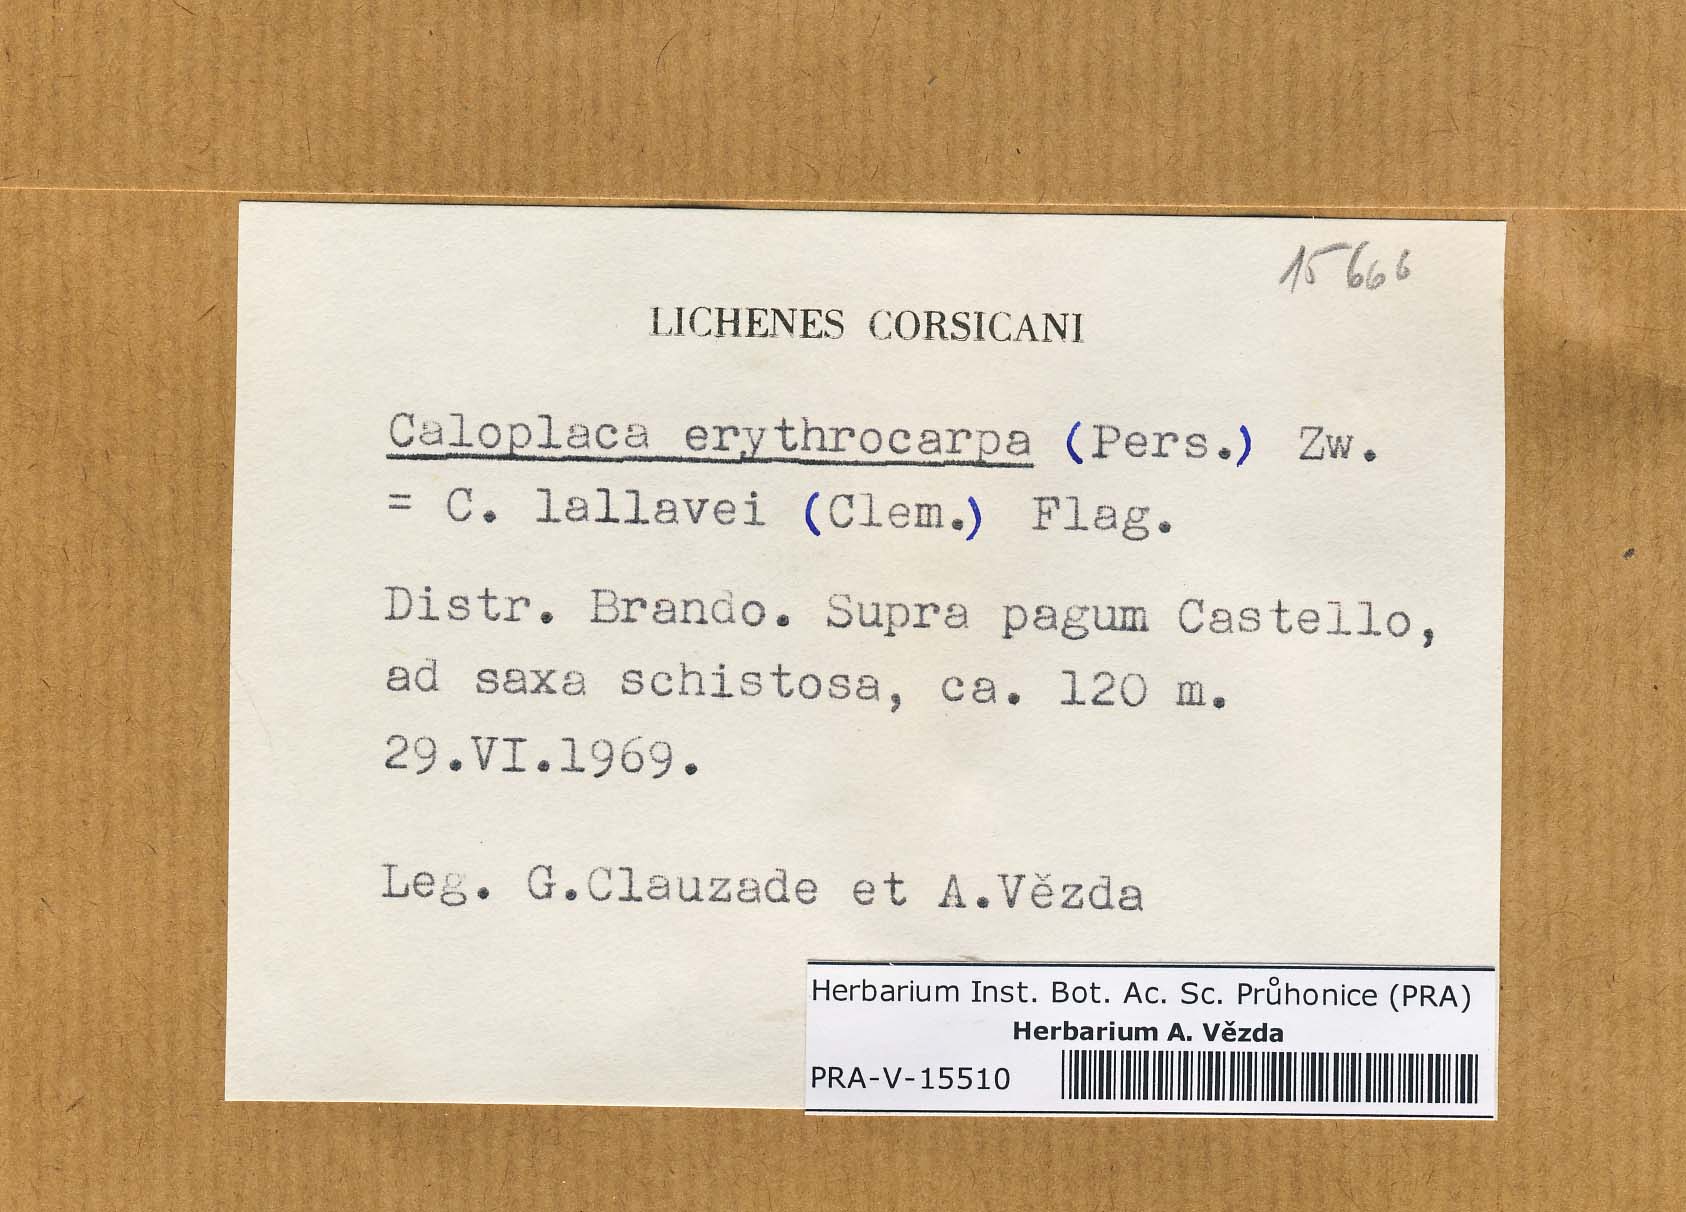 15666
LICHENES CORSICANI
Caloplaca erythrocarpa (Pers.) Zw.
= C. lallavei (Clem.) Flag.
Distr. Brando. Supra pagum Castello,
ad saxa schistosa, ca. 120 m.
29.VI.1969.
Leg. G.Clauzade et A.Vězda
Herbarium Inst. Bot. Ac. Sc. Průhonice (PRA)
Herbarium A. Vězda
PRA-V-15510